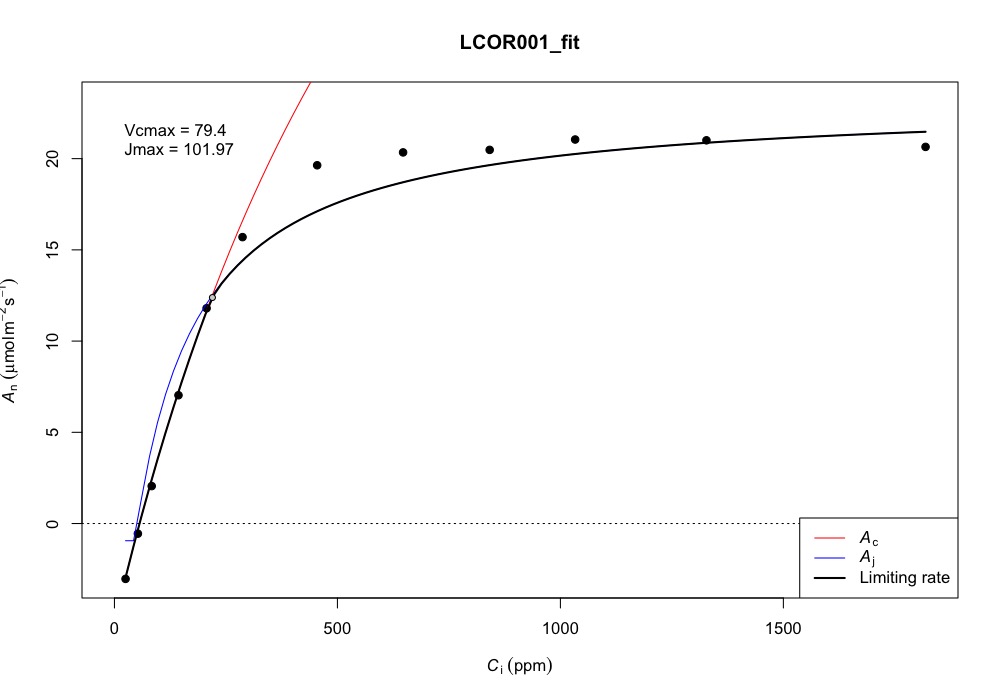 LCOR001_fit
Vcmax = 79.4
Jmax = 101.97
20
15
10
5
0
Aₙ (μmolm⁻²s⁻¹)
0 500 1000 1500
Cᵢ (ppm)
A꜀
Aⱼ
Limiting rate